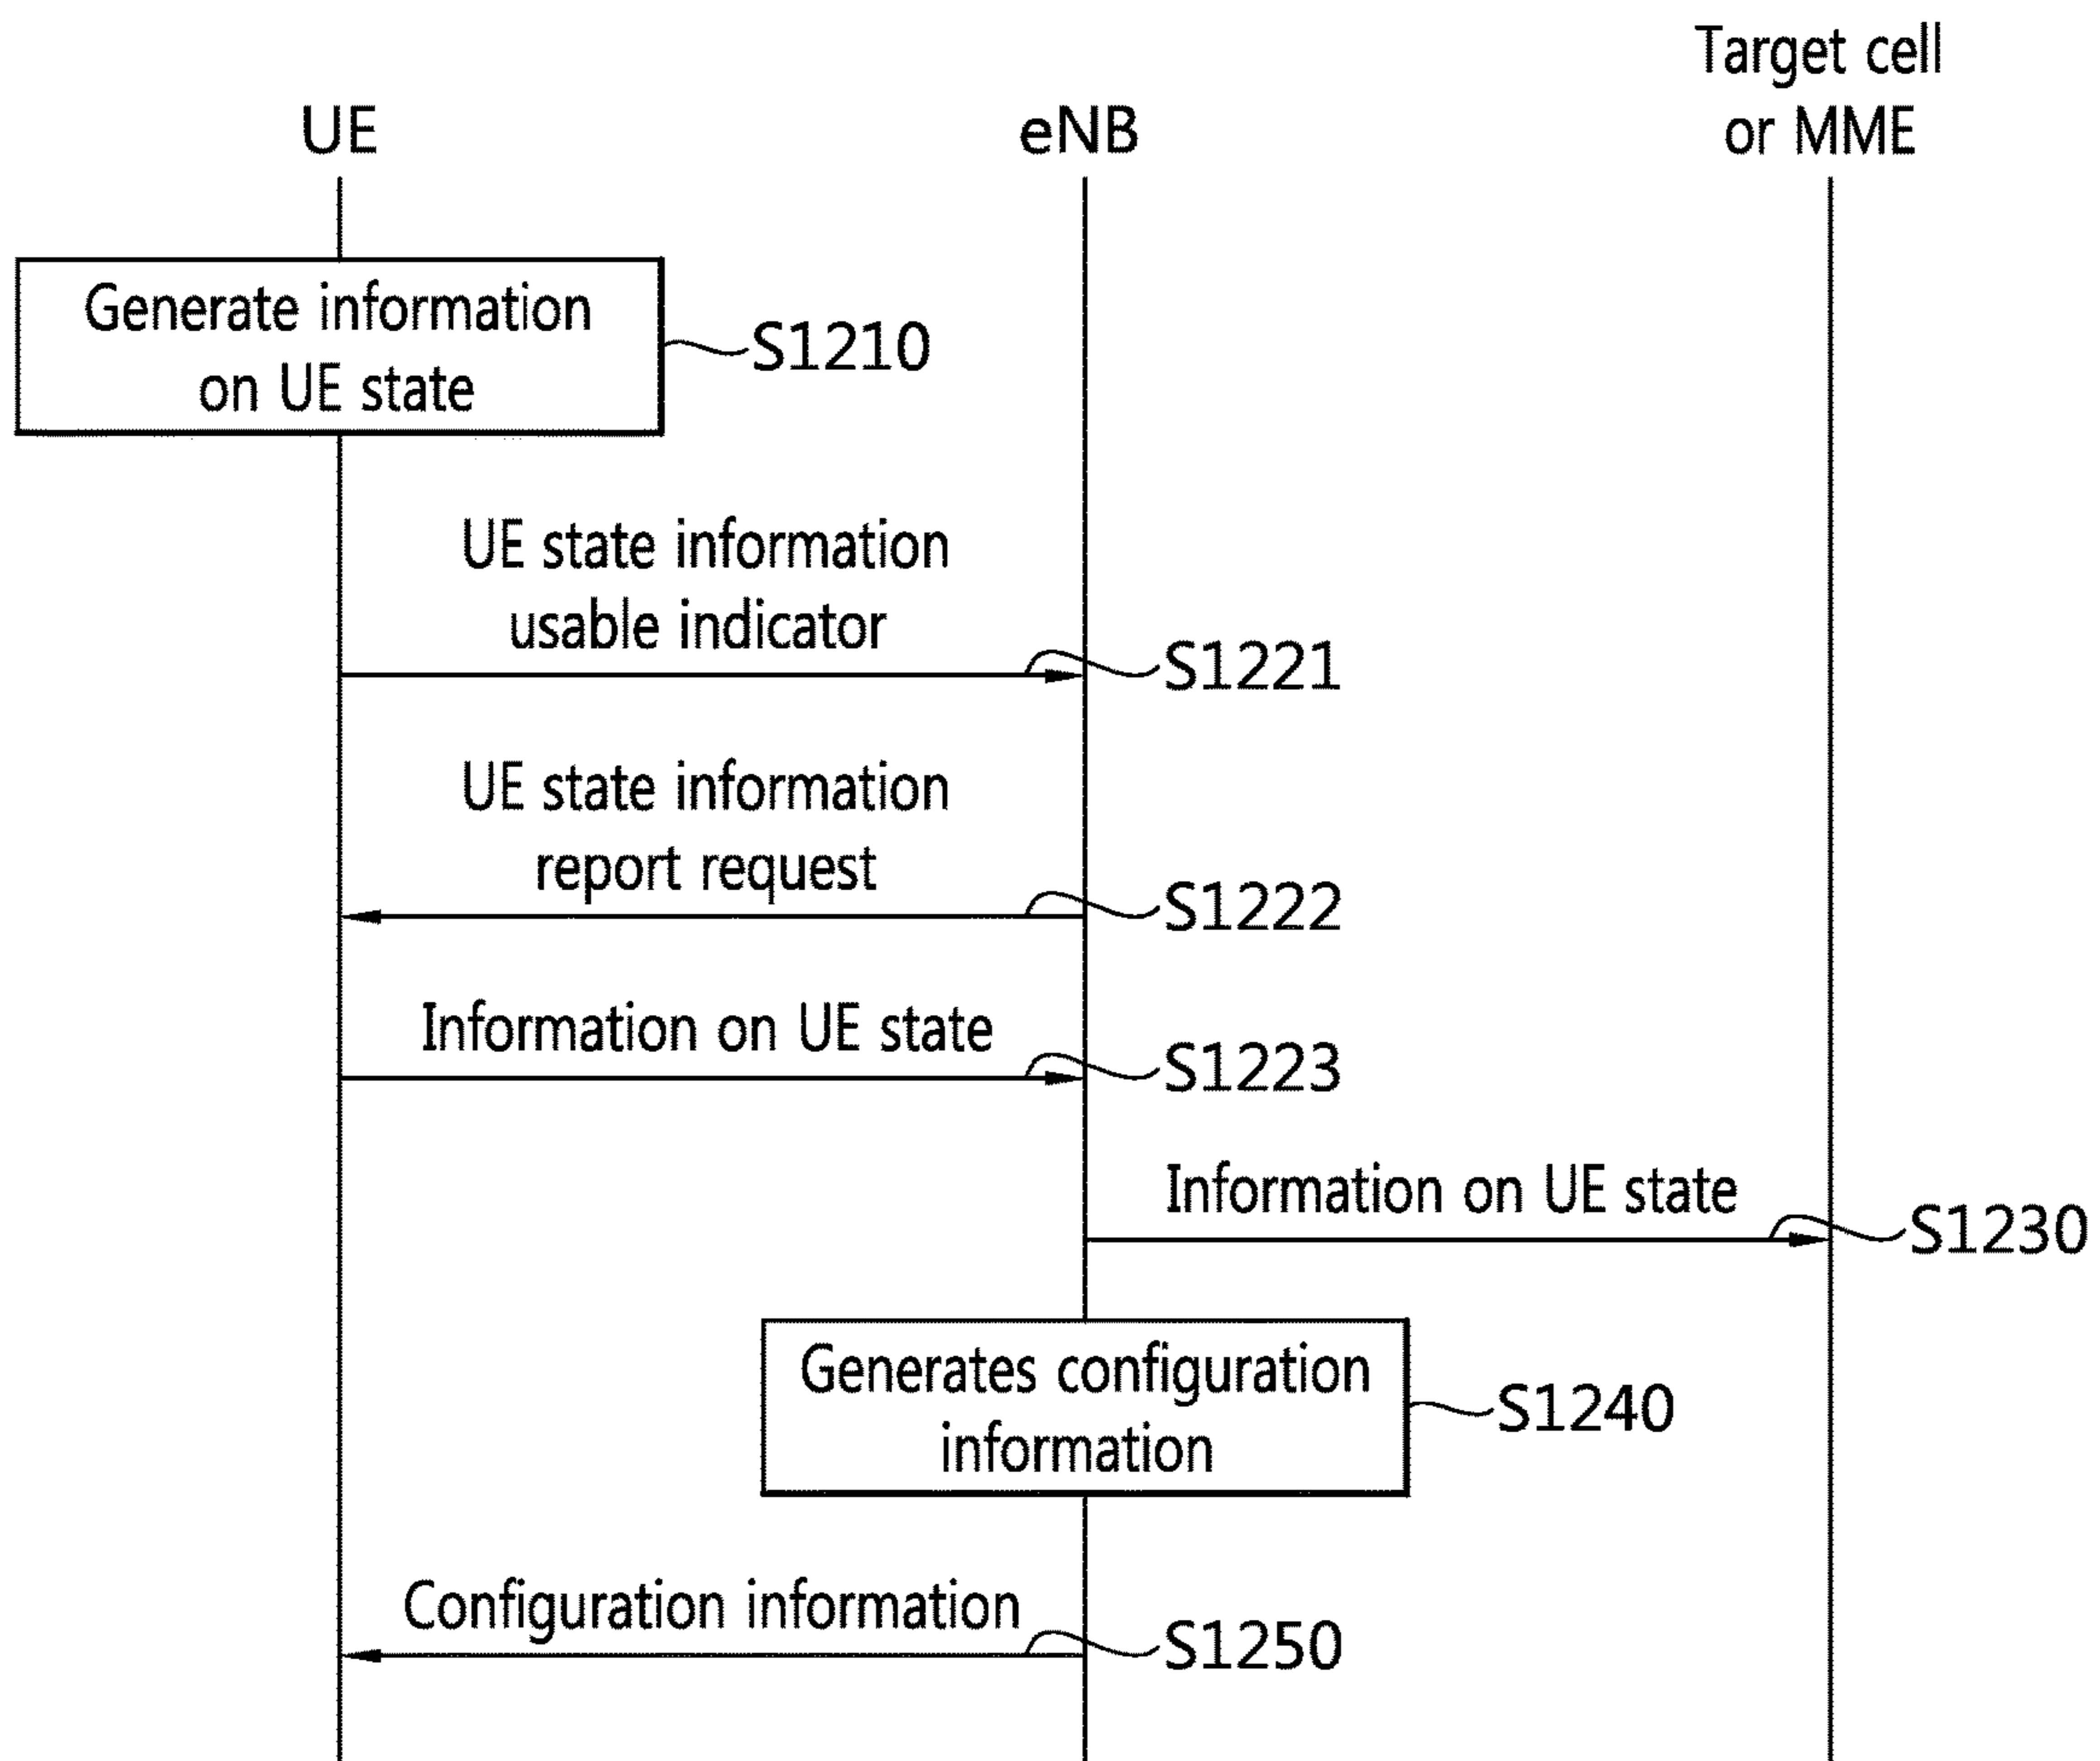 Target cell
or MME
UE
eNB
Generate information
on UE state
S1210
UE state information
usable indicator
S1221
UE state information
report request
S1222
Information on UE state
S1223
Information on UE state
S1230
Generates configuration
information
S1240
Configuration information
S1250